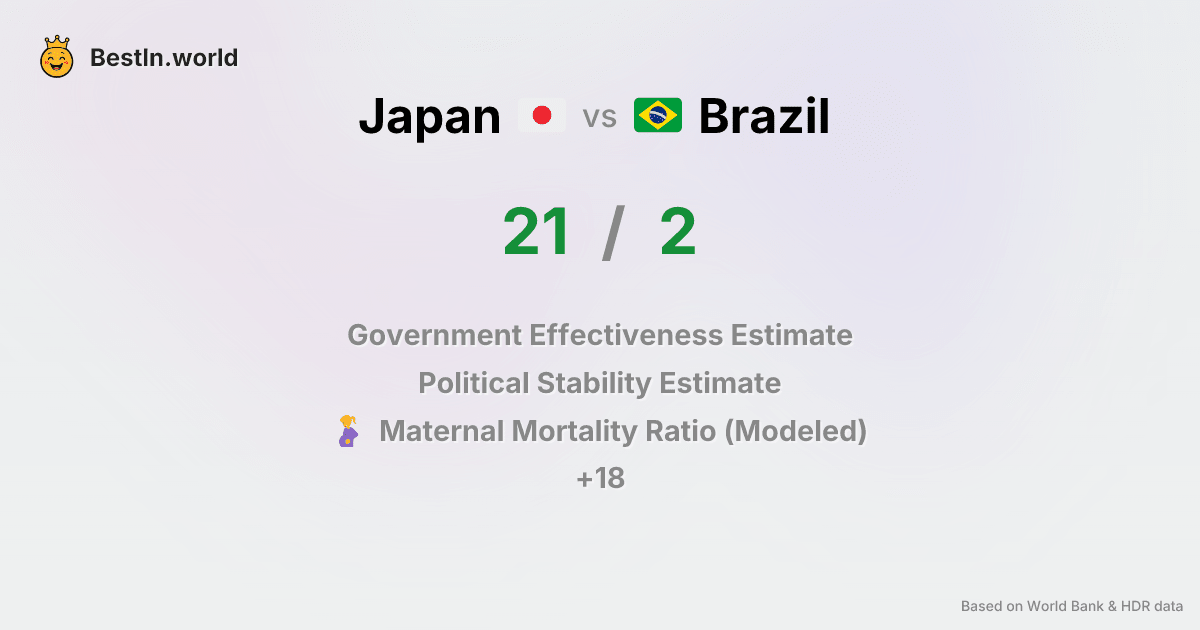 BestIn.world
Japan vs Brazil
21 / 2
Government Effectiveness Estimate
Political Stability Estimate
Maternal Mortality Ratio (Modeled)
+18
Based on World Bank & HDR data